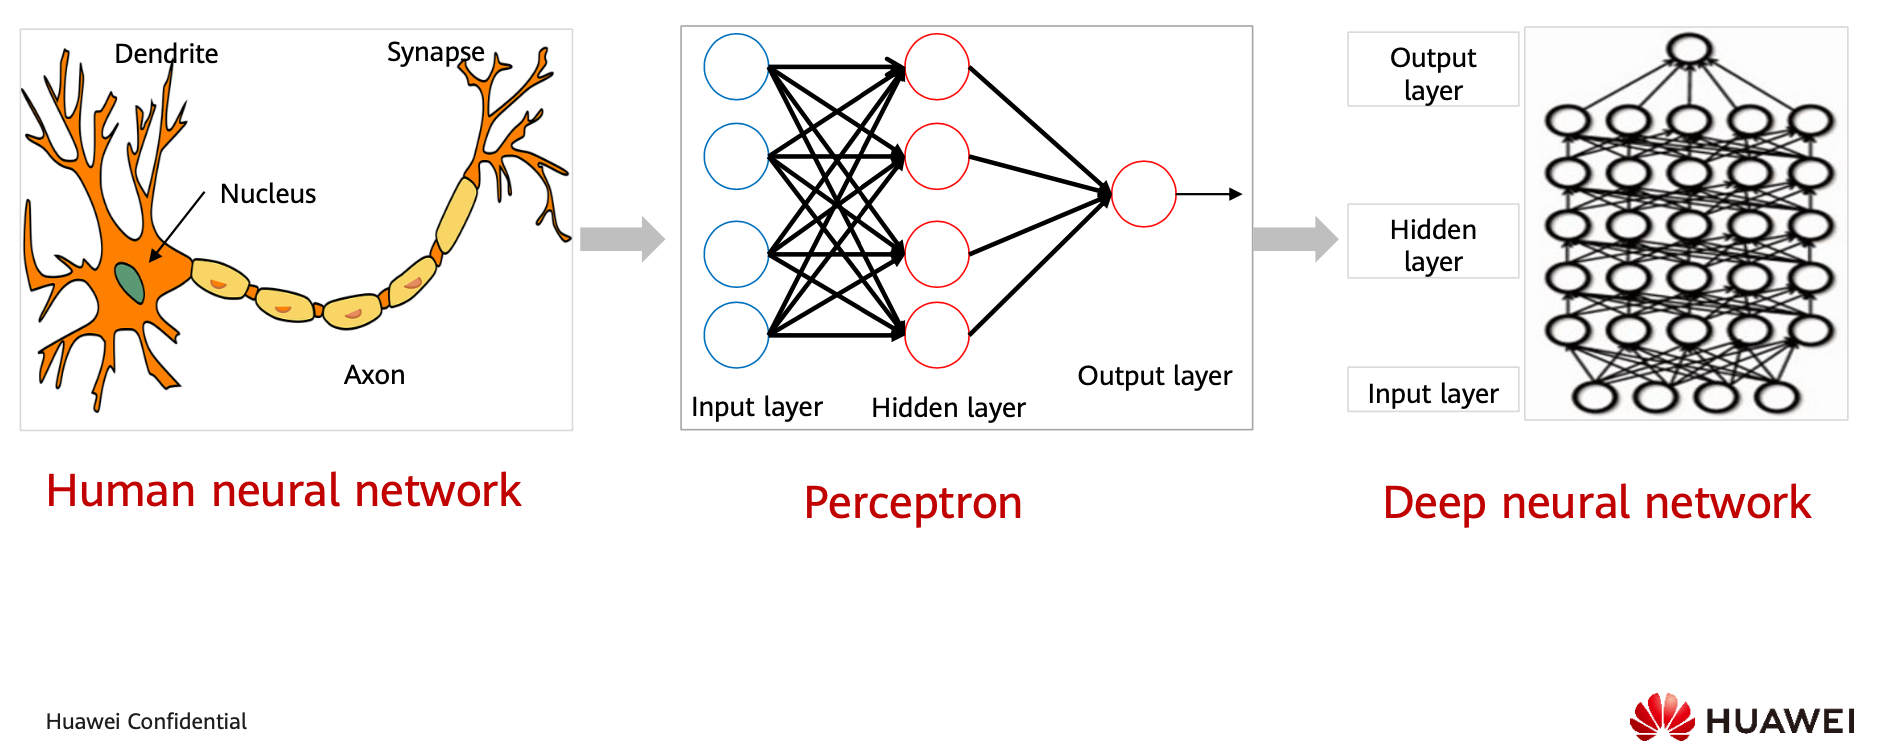 Dendrite
Synapse
Nucleus
Axon
Human neural network
Input layer
Hidden layer
Output layer
Perceptron
Output
layer
Hidden
layer
Input layer
Deep neural network
Huawei Confidential
HUAWEI